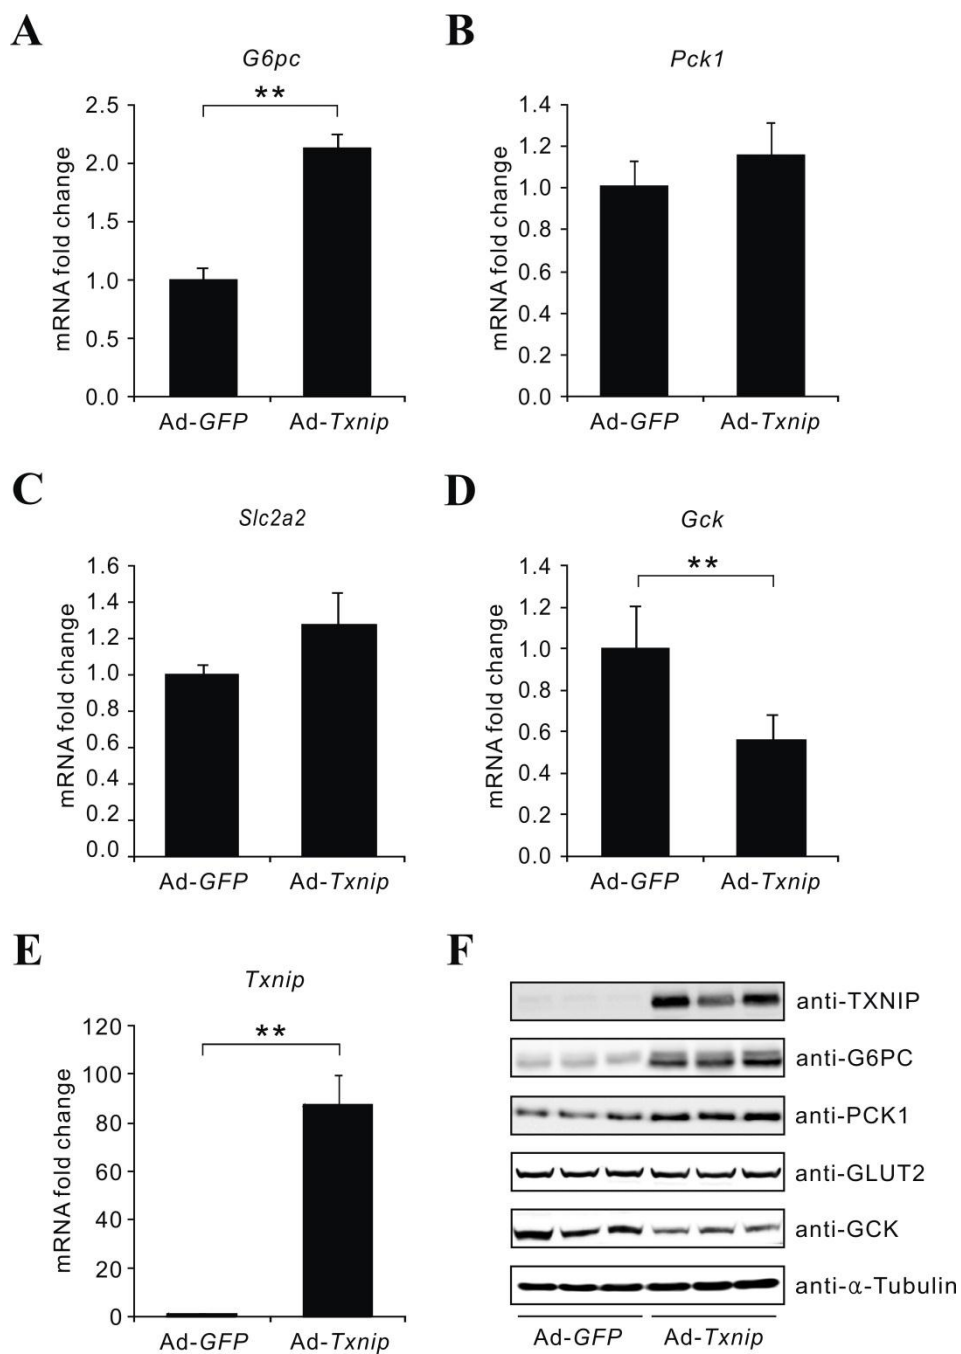 A
G6pc
**
mRNA fold change
2.5
2.0
1.5
1.0
0.5
0.0
Ad-GFP Ad-Txnip
B
Pck1
mRNA fold change
1.4
1.2
1.0
0.8
0.6
0.4
0.2
0.0
Ad-GFP Ad-Txnip
C
Slc2a2
mRNA fold change
1.6
1.4
1.2
1.0
0.8
0.6
0.4
0.2
0.0
Ad-GFP Ad-Txnip
D
Gck
**
mRNA fold change
1.4
1.2
1.0
0.8
0.6
0.4
0.2
0.0
Ad-GFP Ad-Txnip
E
Txnip
**
mRNA fold change
120
100
80
60
40
20
0
Ad-GFP Ad-Txnip
F
anti-TXNIP
anti-G6PC
anti-PCK1
anti-GLUT2
anti-GCK
anti-α-Tubulin
Ad-GFP Ad-Txnip